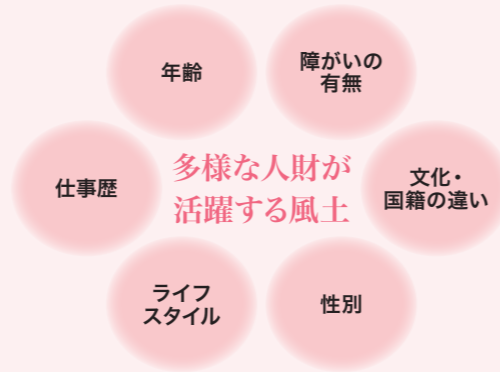 年齢
障がいの
有無
仕事歴
多様な人財が
活躍する風土
文化・
国籍の違い
ライフ
スタイル
性別